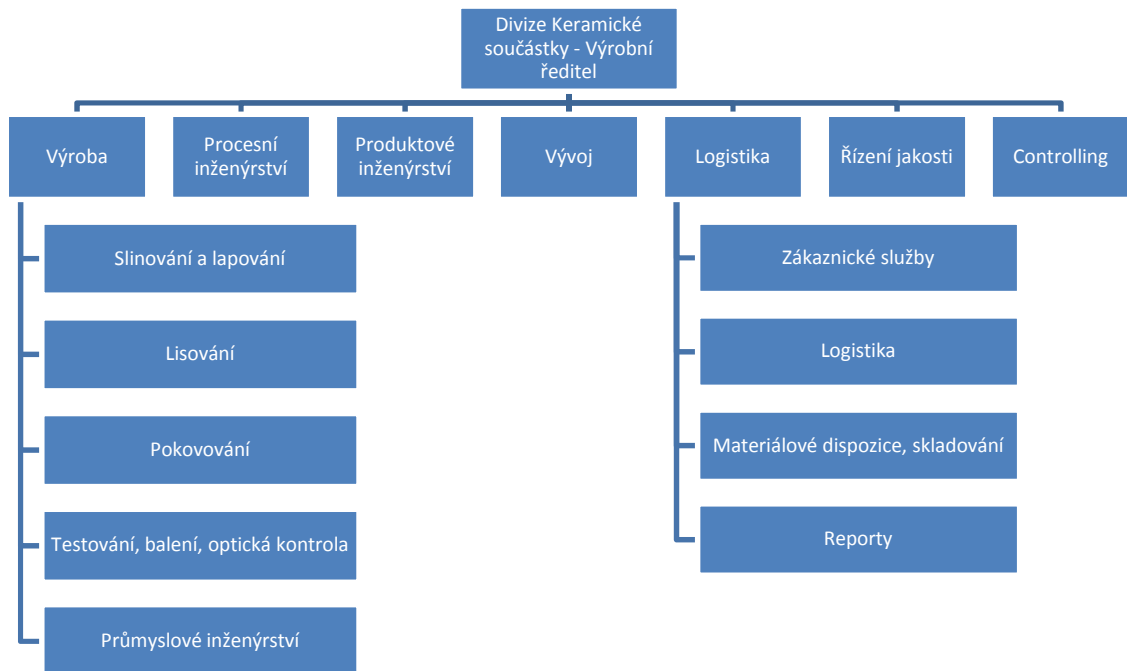 Divize Keramické
součástky - Výrobní
ředitel
Výroba
Procesní
inženýrství
Produktové
inženýrství
Vývoj
Logistika
Řízení jakosti
Controlling
Slinování a lapování
Lisování
Pokovování
Testování, balení, optická kontrola
Průmyslové inženýrství
Zákaznické služby
Logistika
Materiálové dispozice, skladování
Reporty